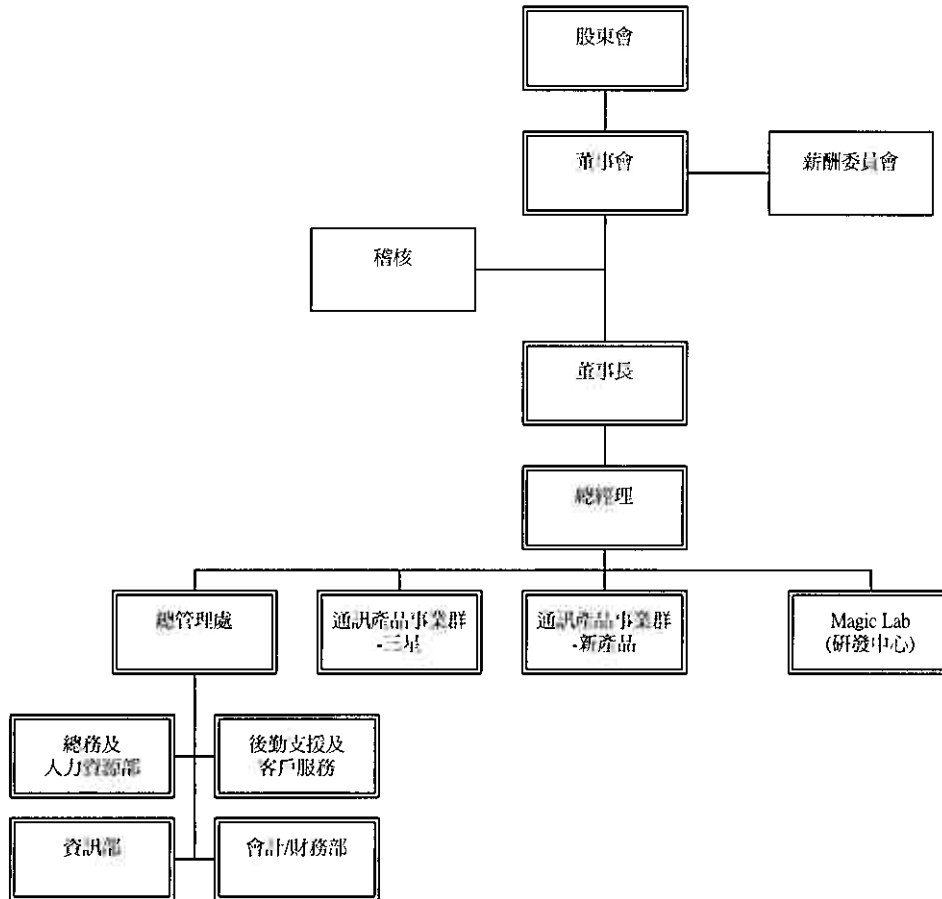 股東會
董事會
薪酬委員會
稽核
董事長
總經理
總管理處
通訊產品事業群
-三星
通訊產品事業群
-新產品
Magic Lab
(研發中心)
總務及
人力資源部
後勤支援及
客戶服務
資訊部
會計/財務部